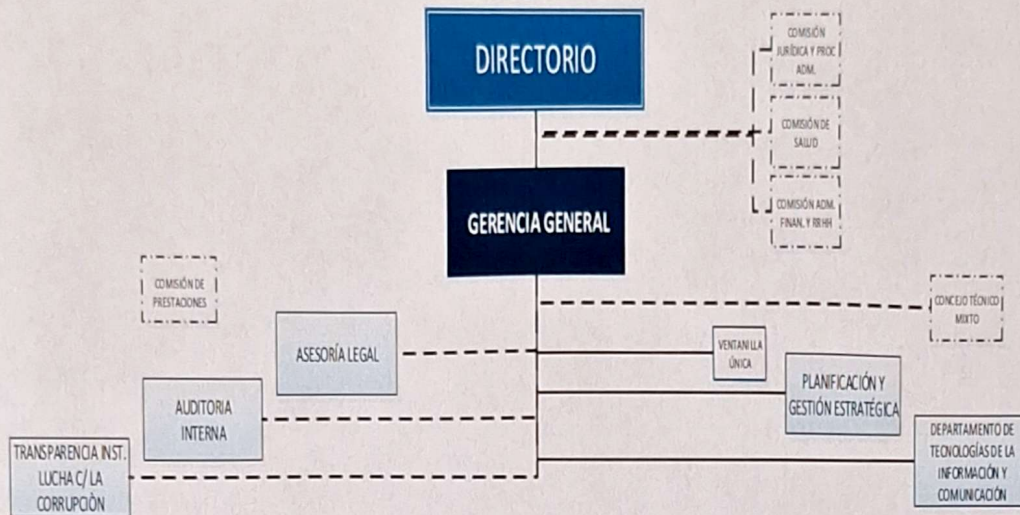 DIRECTORIO
COMISIÓN
JURÍDICA Y PROC
ADM.
COMISIÓN DE
SALUD
COMISIÓN ADM.
FINAN. Y RRHH
GERENCIA GENERAL
COMISIÓN DE
PRESTACIONES
CONCEJO TÉCNICO
MIXTO
ASESORÍA LEGAL
VENTANILLA
ÚNICA
PLANIFICACIÓN Y
GESTIÓN ESTRATÉGICA
AUDITORIA
INTERNA
DEPARTAMENTO DE
TECNOLOGÍAS DE LA
INFORMACIÓN Y
COMUNICACIÓN
TRANSPARENCIA INST.
LUCHA C/ LA
CORRUPCIÒN